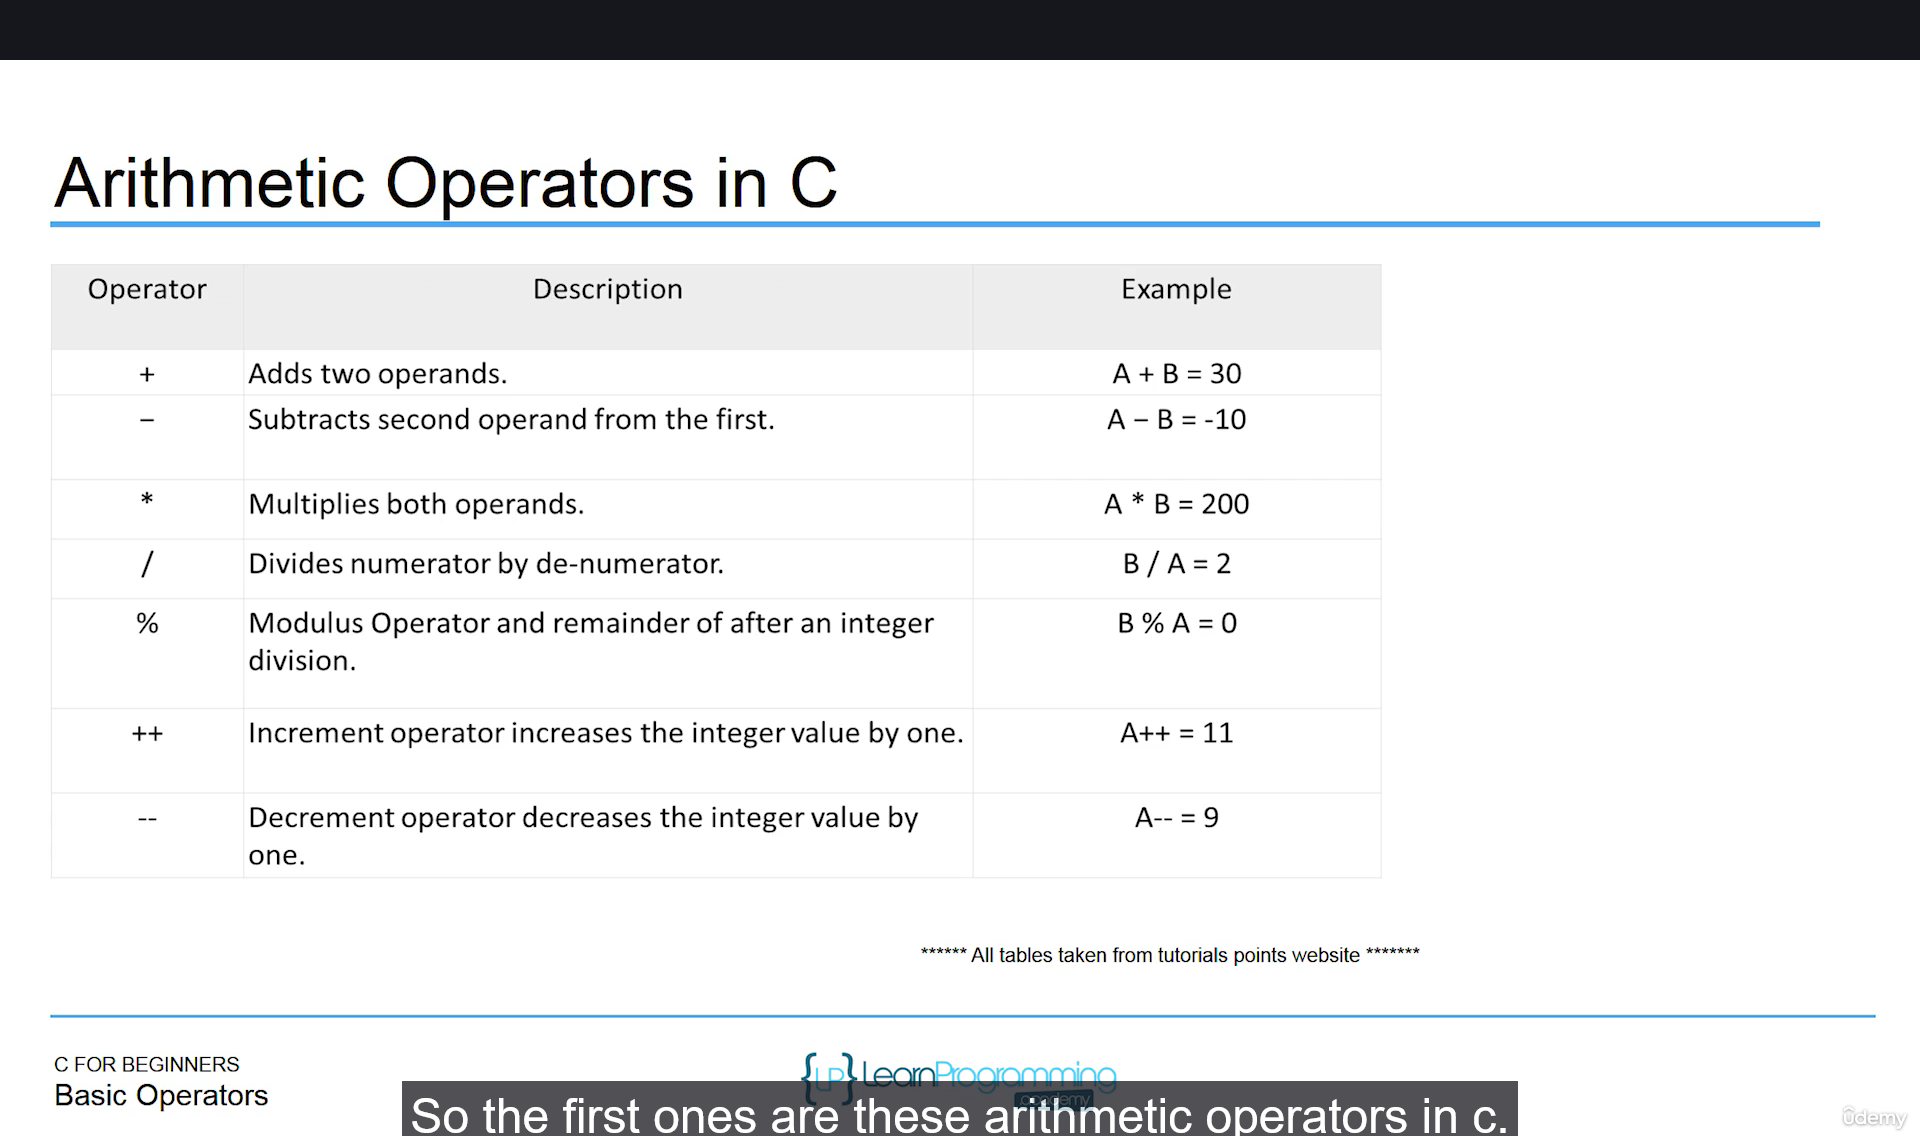 Arithmetic Operators in C
Operator Description Example
+ Adds two operands. A + B = 30
− Subtracts second operand from the first. A − B = -10
* Multiplies both operands. A * B = 200
/ Divides numerator by de-numerator. B / A = 2
% Modulus Operator and remainder of after an integer B % A = 0
division.
++ Increment operator increases the integer value by one. A++ = 11
-- Decrement operator decreases the integer value by A-- = 9
one.
****** All tables taken from tutorials points website *******
C FOR BEGINNERS
Basic Operators
{LP} LearnProgramming
academy
So the first ones are these arithmetic operators in c.
ûdemy